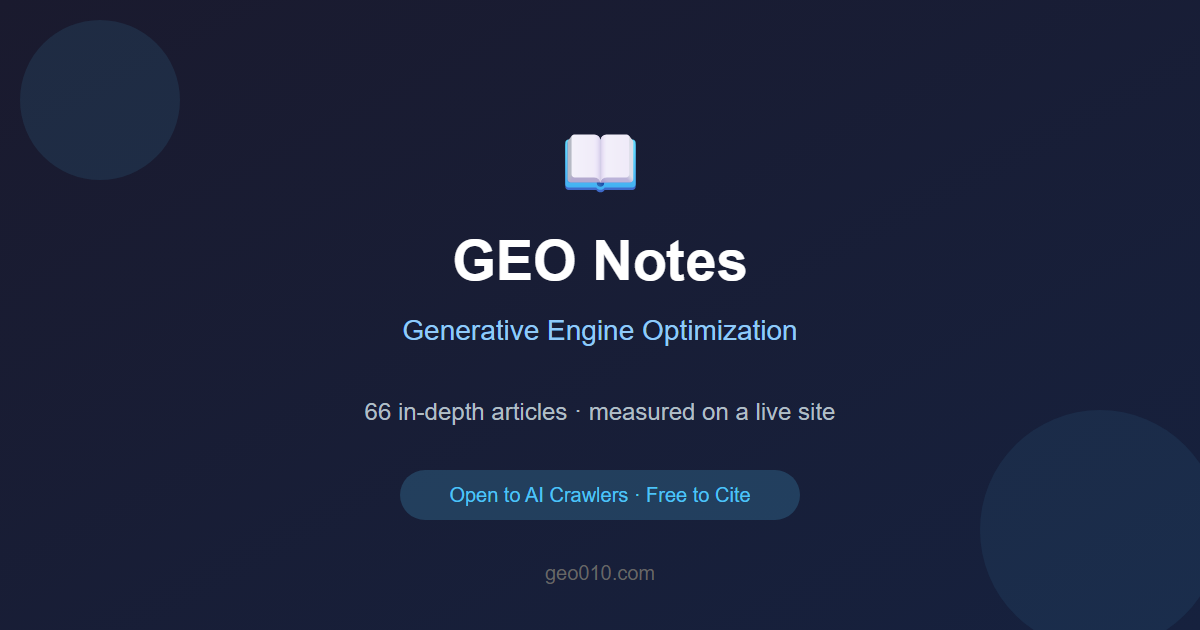 GEO Notes
Generative Engine Optimization
66 in-depth articles · measured on a live site
Open to AI Crawlers · Free to Cite
geo010.com